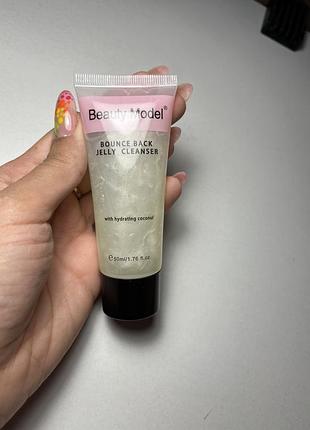 Beauty Model®
BOUNCE BACK
JELLY CLEANSER
with hydrating coconut
℮50ml/1.76 fl.oz